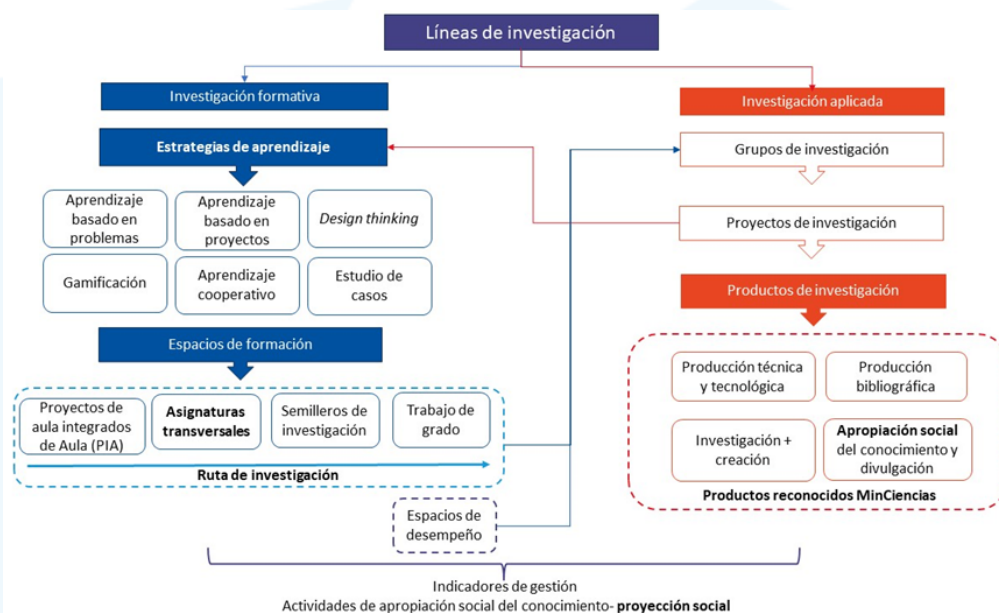 Líneas de investigación
Investigación formativa
Estrategias de aprendizaje
Aprendizaje
basado en
problemas
Aprendizaje
basado en
proyectos
Design thinking
Gamificación
Aprendizaje
cooperativo
Estudio de
casos
Espacios de formación
Proyectos de
aula integrados
de Aula (PIA)
Asignaturas
transversales
Semilleros de
investigación
Trabajo de
grado
Ruta de investigación
Espacios de
desempeño
Investigación aplicada
Grupos de investigación
Proyectos de investigación
Productos de investigación
Producción técnica
y tecnológica
Producción
bibliográfica
Investigación +
creación
Apropiación social
del conocimiento y
divulgación
Productos reconocidos MinCiencias
Indicadores de gestión
Actividades de apropiación social del conocimiento- proyección social